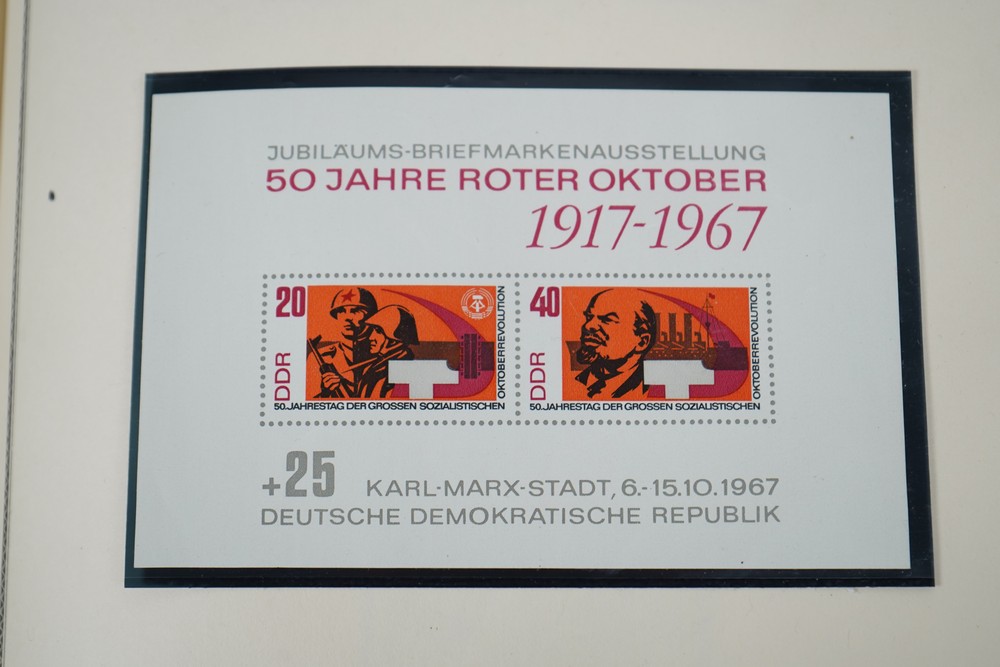 JUBILÄUMS-BRIEFMARKENAUSSTELLUNG
50 JAHRE ROTER OKTOBER
1917-1967
20
DDR
OKTOBERREVOLUTION
50. JAHRESTAG DER GROSSEN SOZIALISTISCHEN
40
DDR
OKTOBERREVOLUTION
50. JAHRESTAG DER GROSSEN SOZIALISTISCHEN
+25
KARL-MARX-STADT, 6.-15.10.1967
DEUTSCHE DEMOKRATISCHE REPUBLIK